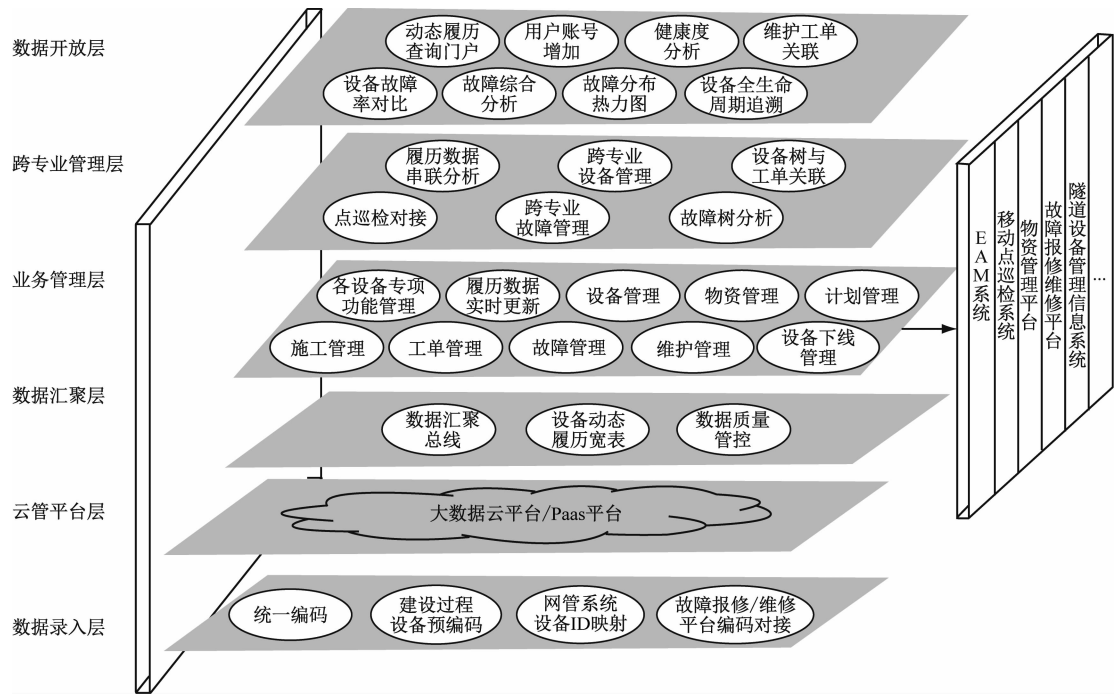 数据开放层
动态履历
查询门户
用户账号
增加
健康度
分析
维护工单
关联
设备故障
率对比
故障综合
分析
故障分布
热力图
设备全生命
周期追溯
跨专业管理层
履历数据
串联分析
跨专业
设备管理
设备树与
工单关联
点巡检对接
跨专业
故障管理
故障树分析
业务管理层
各设备专项
功能管理
履历数据
实时更新
设备管理
物资管理
计划管理
施工管理
工单管理
故障管理
维护管理
设备下线
管理
数据汇聚层
数据汇聚
总线
设备动态
履历宽表
数据质量
管控
云管平台层
大数据云平台/Paas平台
数据录入层
统一编码
建设过程
设备预编码
网管系统
设备ID映射
故障报修/维修
平台编码对接
EAM系统
移动点巡检系统
物资管理平台
故障报修维修平台
隧道设备管理信息系统
…